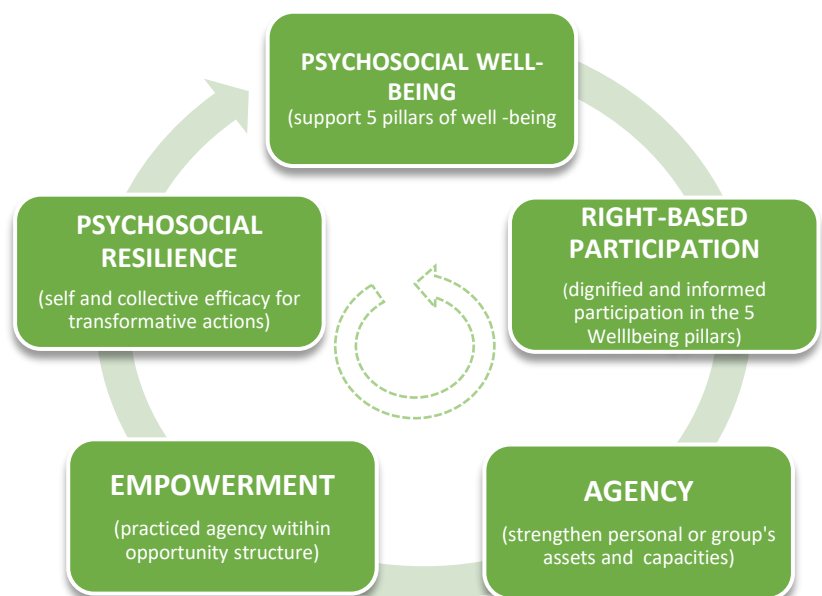 PSYCHOSOCIAL WELL-
BEING
(support 5 pillars of well -being
RIGHT-BASED
PARTICIPATION
(dignified and informed
participation in the 5
Welllbeing pillars)
AGENCY
(strengthen personal or group's
assets and capacities)
EMPOWERMENT
(practiced agency witihin
opportunity structure)
PSYCHOSOCIAL
RESILIENCE
(self and collective efficacy for
transformative actions)